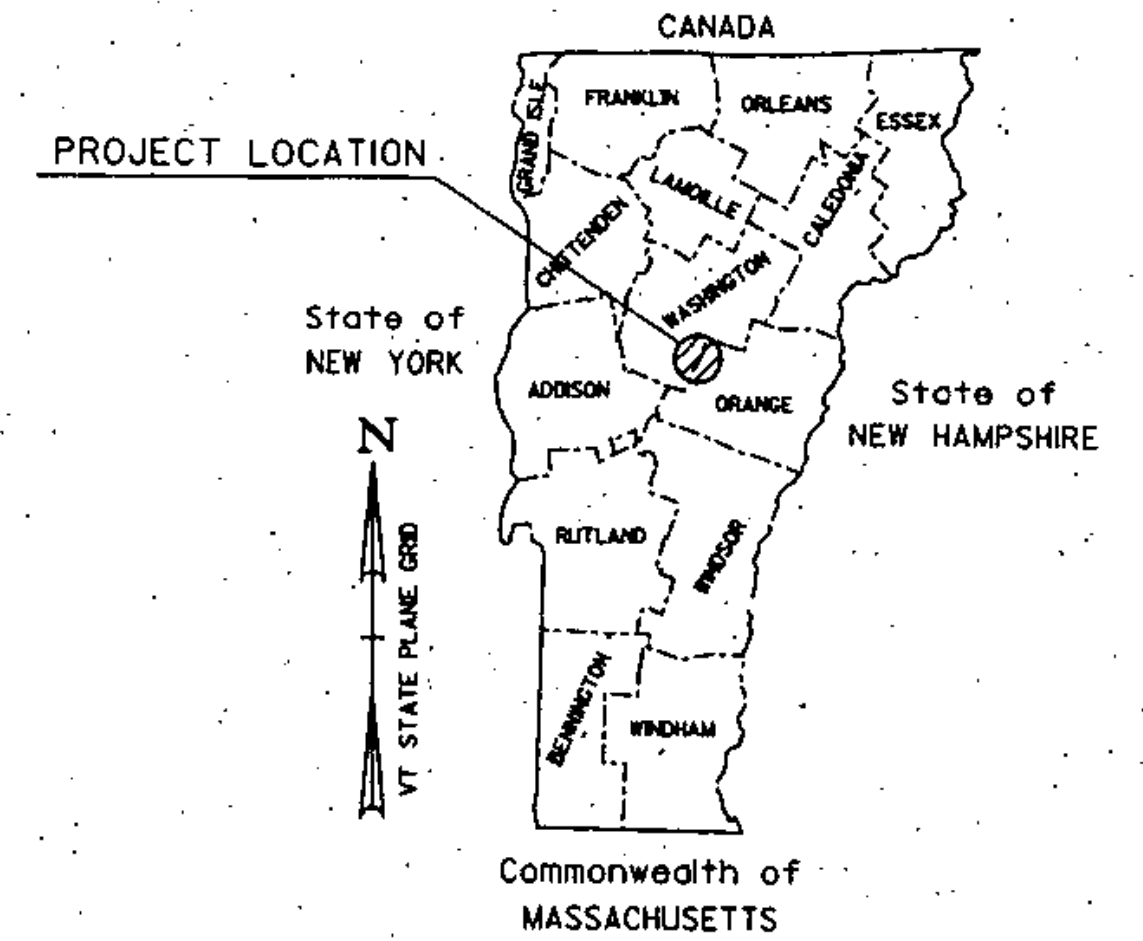 CANADA
FRANKLIN
ORLEANS
ESSEX
GRAND ISLE
PROJECT LOCATION
LAMOILLE
CALEDONIA
CHITTENDEN
WASHINGTON
State of
NEW YORK
ADDISON
ORANGE
State of
NEW HAMPSHIRE
N
VT STATE PLANE GRID
RUTLAND
WINDSOR
BENNINGTON
WINDHAM
Commonwealth of
MASSACHUSETTS